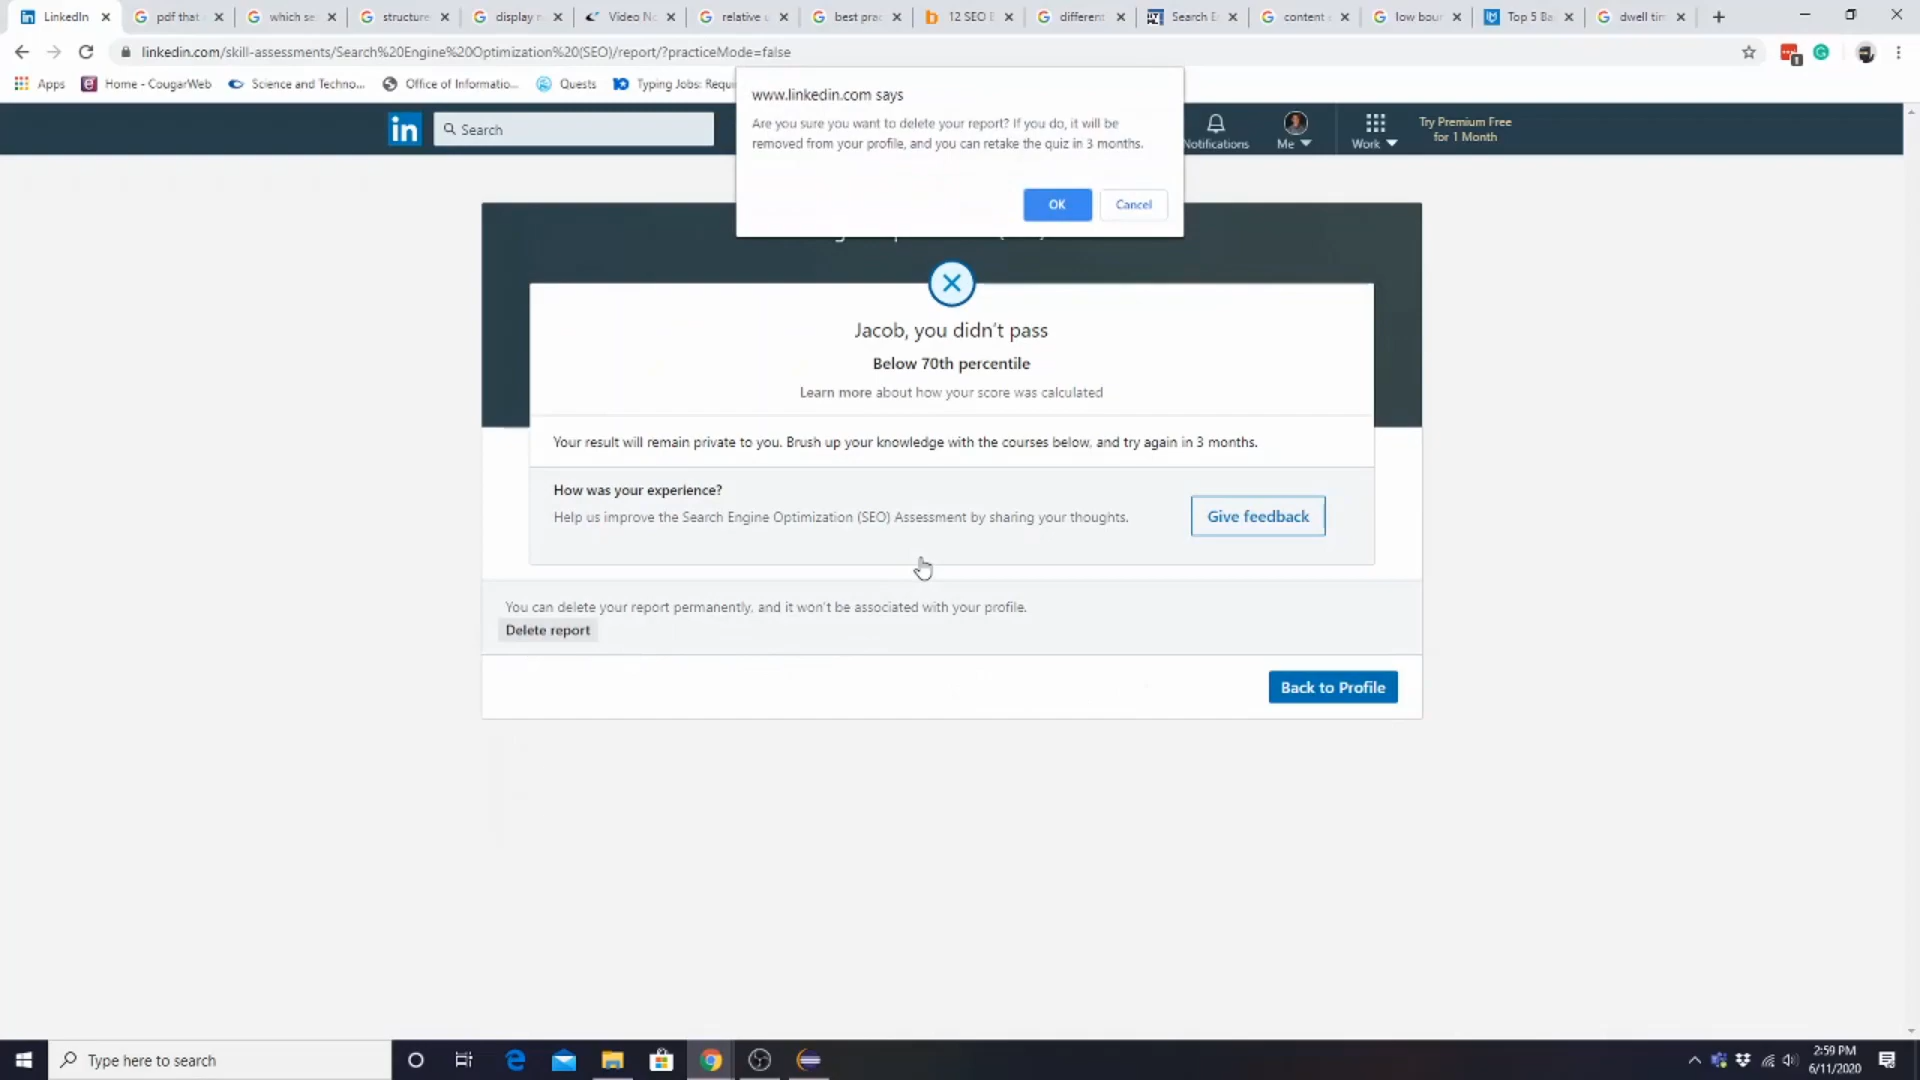 LinkedIn
pdf that
which se
structure
display
Video No
relative
best prac
12 SEO
different
Search E
content
low bour
Top 5 Ba
dwell tim
linkedin.com/skill-assessments/Search%20Engine%20Optimization%20(SEO)/report/?practiceMode=false
1
Apps
Home - CougarWeb
Science and Techno...
Office of Informatio...
Quests
Typing Jobs: Requ
www.linkedin.com says
Are you sure you want to delete your report? If you do, it will be
removed from your profile, and you can retake the quiz in 3 months.
OK
Cancel
in
Search
Notifications
Me
Work
Try Premium Free
for 1 Month
Jacob, you didn't pass
Below 70th percentile
Learn more about how your score was calculated
Your result will remain private to you. Brush up your knowledge with the courses below, and try again in 3 months.
How was your experience?
Help us improve the Search Engine Optimization (SEO) Assessment by sharing your thoughts.
Give feedback
You can delete your report permanently, and it won't be associated with your profile.
Delete report
Back to Profile
Type here to search
2:59 PM
6/11/2020